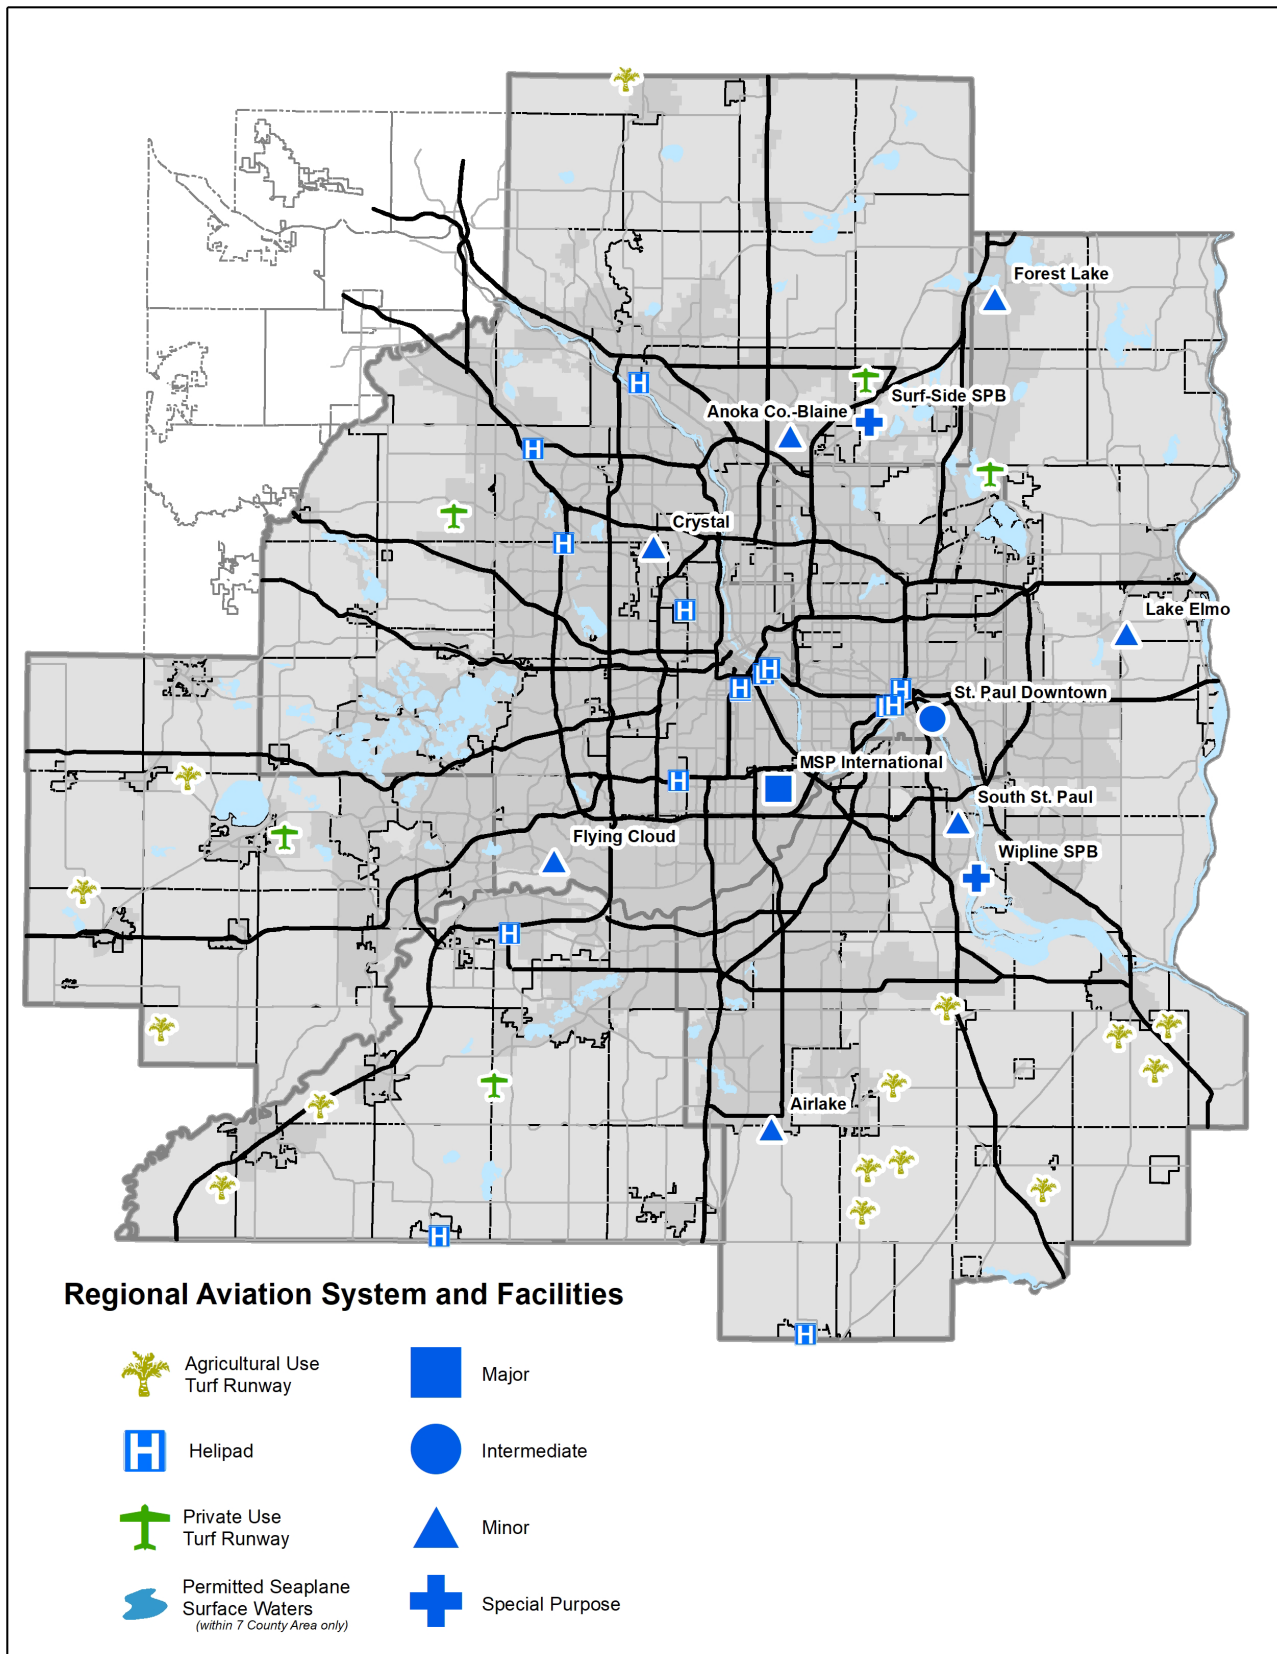 Forest Lake
Surf-Side SPB
Anoka Co.-Blaine
H
H
Crystal
H
H
Lake Elmo
H
H
H
St. Paul Downtown
H
MSP International
H
South St. Paul
Flying Cloud
Wipline SPB
H
Airlake
H
Regional Aviation System and Facilities
H
Agricultural Use
Turf Runway
Major
H
Helipad
Intermediate
Private Use
Turf Runway
Minor
Permitted Seaplane
Surface Waters
(within 7 County Area only)
Special Purpose